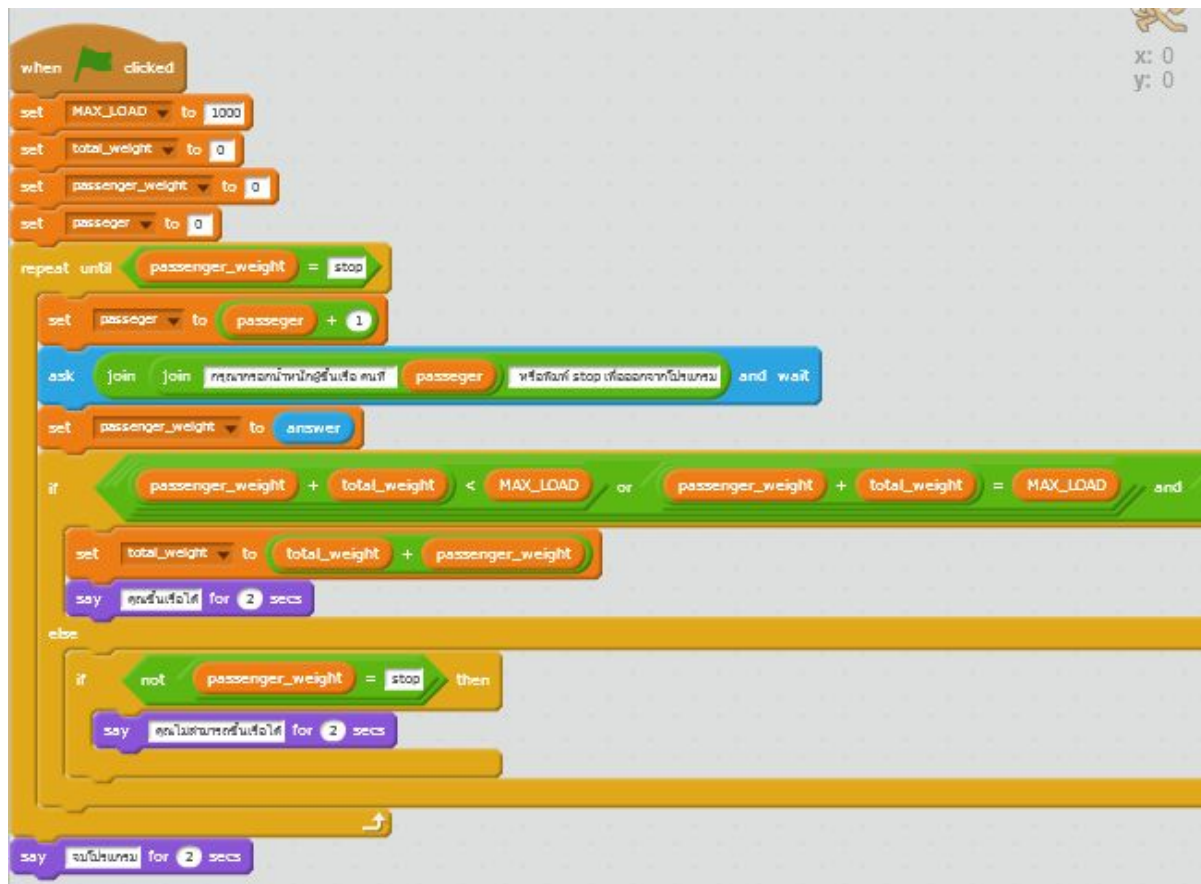 when clicked
x: 0
y: 0
set MAX_LOAD to 1000
set total_weight to 0
set passenger_weight to 0
set passeger to 0
repeat until passenger_weight = stop
set passeger to passeger + 1
ask join join กรุณากรอกน้ำหนักผู้ขึ้นเรือ คนที่ passeger หรือพิมพ์ stop เพื่อออกจากโปรแกรม and wait
set passenger_weight to answer
if passenger_weight + total_weight < MAX_LOAD or passenger_weight + total_weight = MAX_LOAD and
set total_weight to total_weight + passenger_weight
say คุณขึ้นเรือได้ for 2 secs
else
if not passenger_weight = stop then
say คุณไม่สามารถขึ้นเรือได้ for 2 secs
say จบโปรแกรม for 2 secs